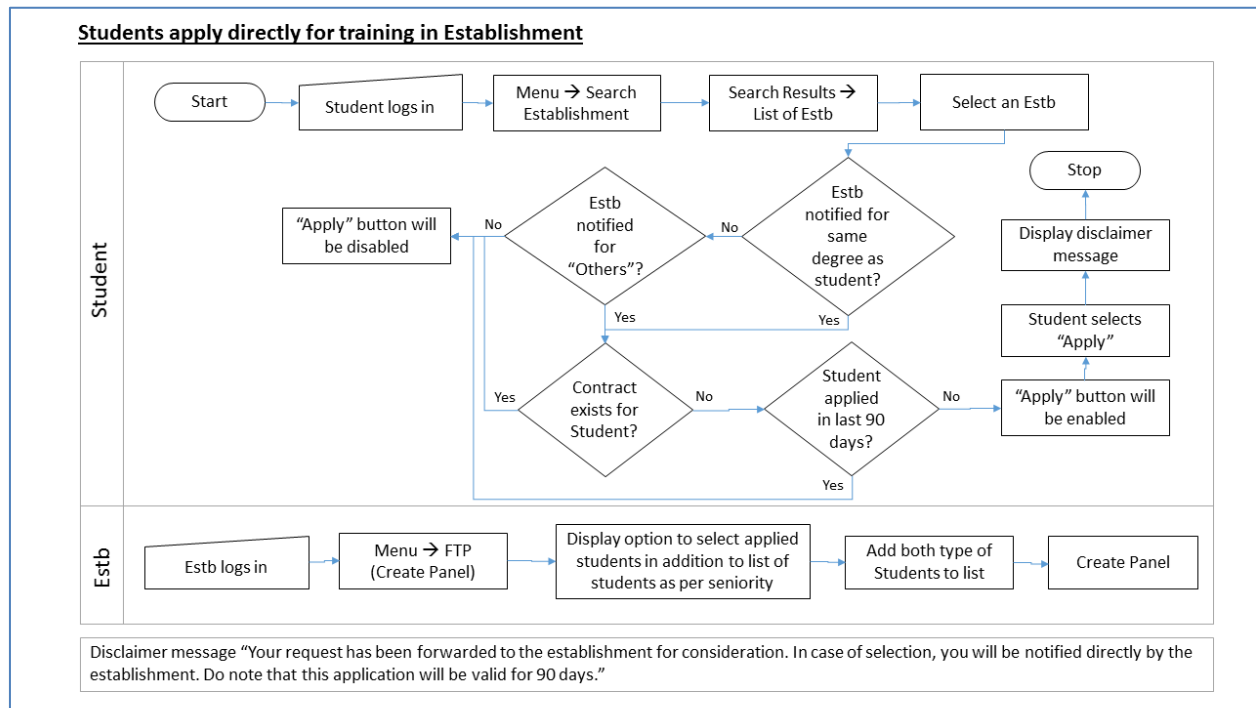 Students apply directly for training in Establishment
Student
Start
Student logs in
Menu → Search
Establishment
Search Results →
List of Estb
Select an Estb
Estb
notified for
same
degree as
student?
No
Yes
Estb
notified
for
“Others”?
No
Yes
“Apply” button will
be disabled
Contract
exists for
Student?
Yes
No
Student
applied
in last 90
days?
Yes
No
“Apply” button will
be enabled
Student selects
“Apply”
Display disclaimer
message
Stop
Estb
Estb logs in
Menu → FTP
(Create Panel)
Display option to select applied
students in addition to list of
students as per seniority
Add both type of
Students to list
Create Panel
Disclaimer message “Your request has been forwarded to the establishment for consideration. In case of selection, you will be notified directly by the
establishment. Do note that this application will be valid for 90 days.”